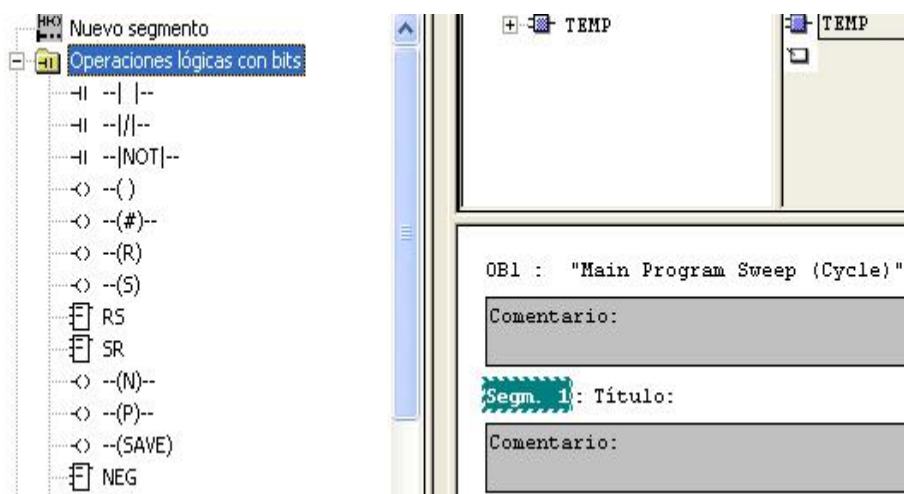 Nuevo segmento
Operaciones lógicas con bits
--| |--
--|/|--
--|NOT|--
--( )
--(#)--
--(R)
--(S)
RS
SR
--(N)--
--(P)--
--(SAVE)
NEG
TEMP
TEMP
OB1 : "Main Program Sweep (Cycle)"
Comentario:
Segm. 1: Título:
Comentario: